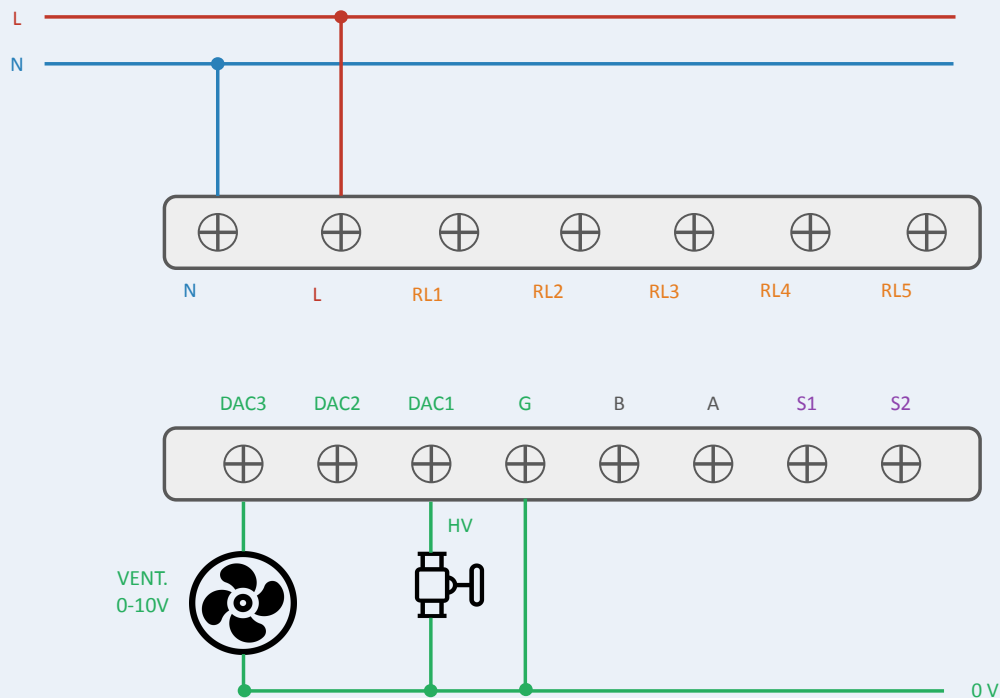 L
N
N
L
RL1
RL2
RL3
RL4
RL5
DAC3
DAC2
DAC1
G
B
A
S1
S2
HV
VENT.
0-10V
0 V